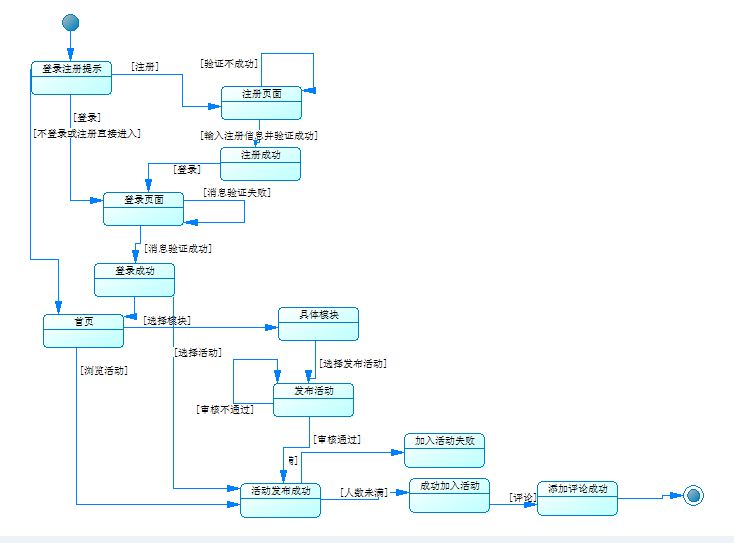 登录注册提示
[注册]
[验证不成功]
注册页面
[登录]
[不登录或注册直接进入]
[输入注册信息并验证成功]
注册成功
[登录]
登录页面
[消息验证失败]
[消息验证成功]
登录成功
首页
[选择模块]
具体模块
[选择活动]
[选择发布活动]
[浏览活动]
发布活动
[审核不通过]
[审核通过]
加入活动失败
满]
活动发布成功
[人数未满]
成功加入活动
[评论]
添加评论成功